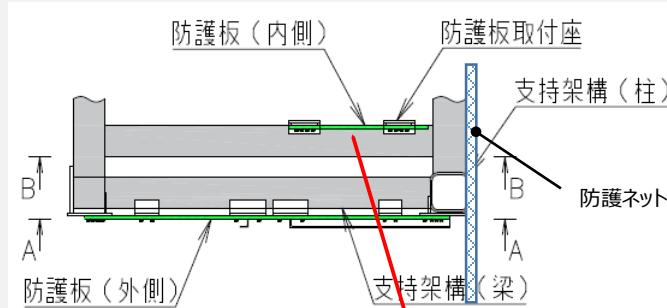 防護板(内側)
防護板取付座
支持架構(柱)
B
B
防護ネット
A
A
防護板(外側)
支持架構(梁)